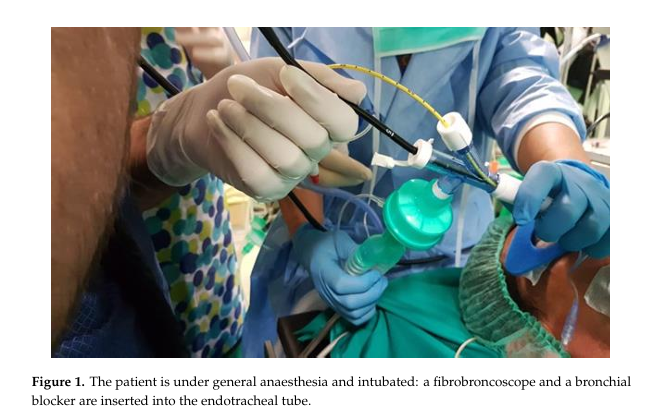 Figure 1. The patient is under general anaesthesia and intubated: a fibrobroncoscope and a bronchial
blocker are inserted into the endotracheal tube.